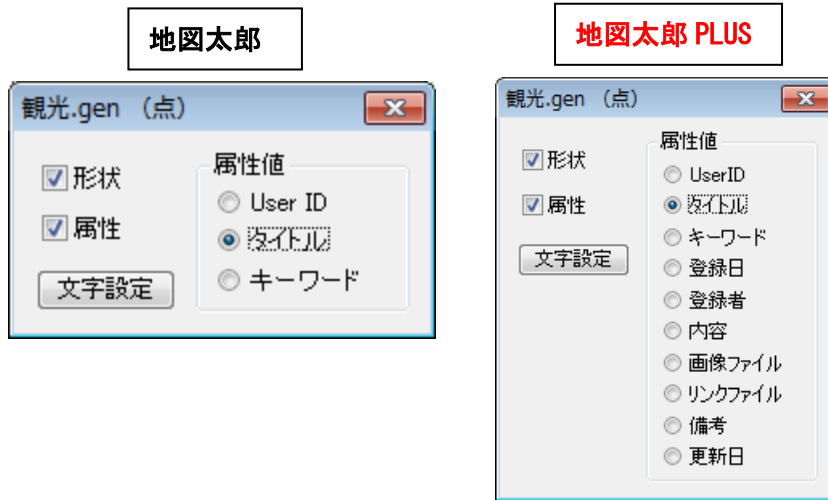 地図太郎
観光.gen （点）
形状
属性
文字設定
属性値
User ID
タイトル
キーワード
地図太郎 PLUS
観光.gen （点）
形状
属性
文字設定
属性値
UserID
タイトル
キーワード
登録日
登録者
内容
画像ファイル
リンクファイル
備考
更新日